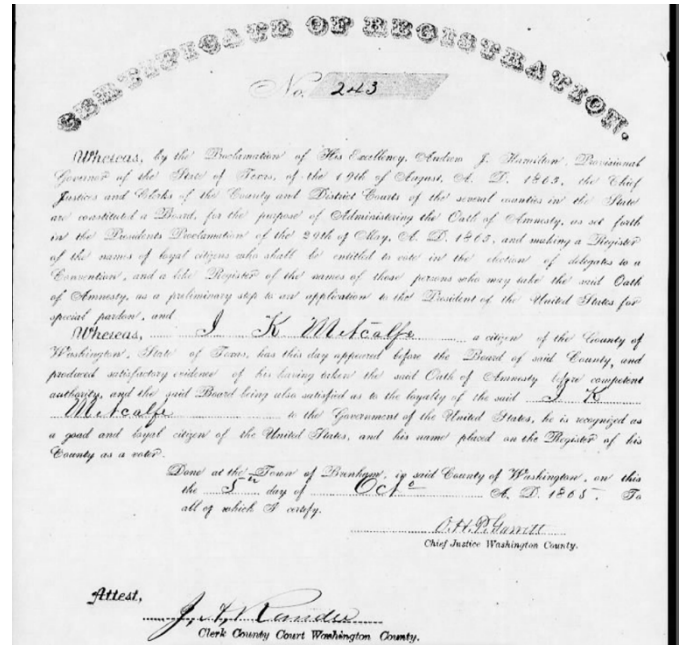 CERTIFICATE OF REGISTRATION.
No. 243
Whereas, by the Proclamation of His Excellency, Andrew J. Hamilton, Provisional
Governor of the State of Texas, of the 19th of August, A. D. 1865, the Chief
Justices and Clerks of the County and District Courts of the several counties in the State
are constituted a Board, for the purpose of Administering the Oath of Amnesty, as set forth
in the Presidents Proclamation of the 29th of May, A. D. 1865, and making a Register
of the names of loyal citizens who shall be entitled to vote in the election of delegates to a
Convention, and a like Register of the names of those persons who may take the said Oath
of Amnesty, as a preliminary step to an application to the President of the United States for
special pardon, and
Whereas, I K Metcalfe a citizen of the County of
Washington, State of Texas, has this day appeared before the Board of said County, and
produced satisfactory evidence of his having taken the said Oath of Amnesty before competent
authority, and the said Board being also satisfied as to the loyalty of the said I K
Metcalfe to the Government of the United States, he is recognized as
a good and loyal citizen of the United States, and his name placed on the Register of his
County as a voter.
Done at the Town of Brenham, in said County of Washington, on this
the 5th day of Oct A. D. 1865. To
all of which I certify.
O.H.P. Garrett
Chief Justice Washington County.
Attest,
J. A.
Clerk County Court Washington County.